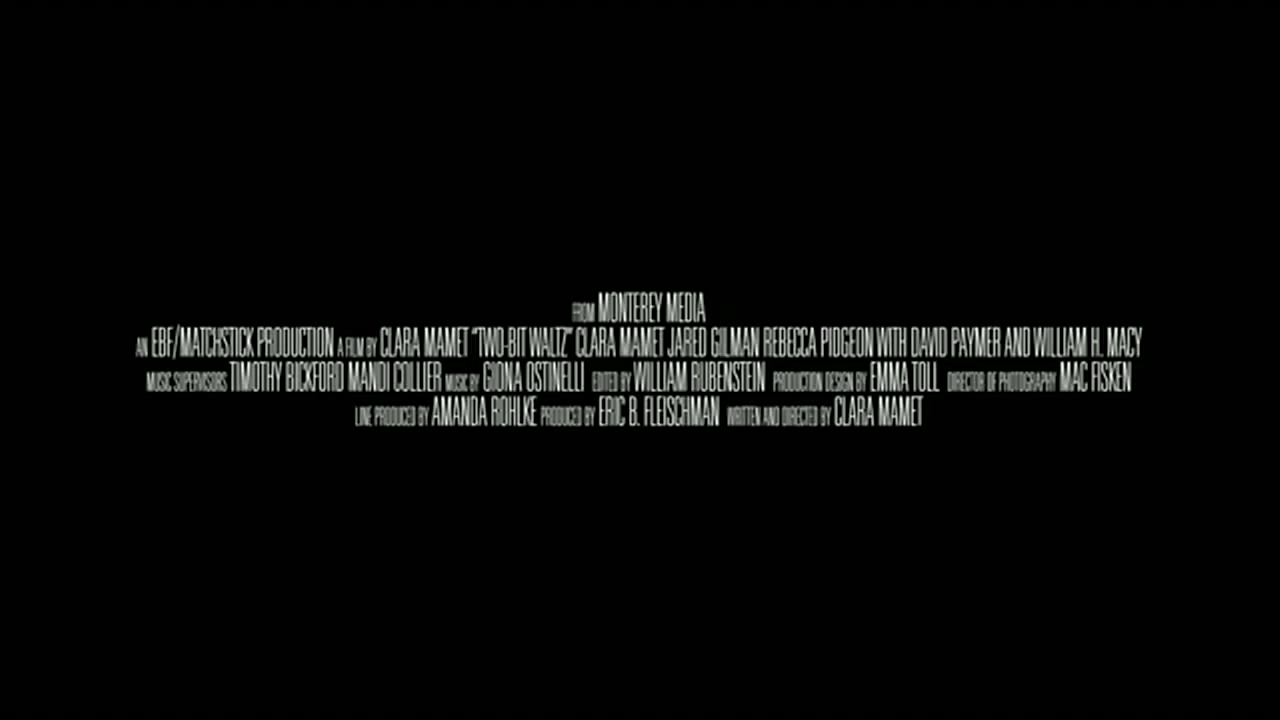 FROM MONTEREY MEDIA
AN EBF/MATCHSTICK PRODUCTION A FILM BY CLARA MAMET "TWO-BIT WALTZ" CLARA MAMET JARED GILMAN REBECCA PIDGEON WITH DAVID PAYMER AND WILLIAM H. MACY
MUSIC SUPERVISORS TIMOTHY BICKFORD MANDI COLLIER MUSIC BY GIONA OSTINELLI EDITED BY WILLIAM RUBENSTEIN PRODUCTION DESIGN BY EMMA TOLL DIRECTOR OF PHOTOGRAPHY MAC FISKEN
LINE PRODUCED BY AMANDA ROHLKE PRODUCED BY ERIC B. FLEISCHMAN WRITTEN AND DIRECTED BY CLARA MAMET